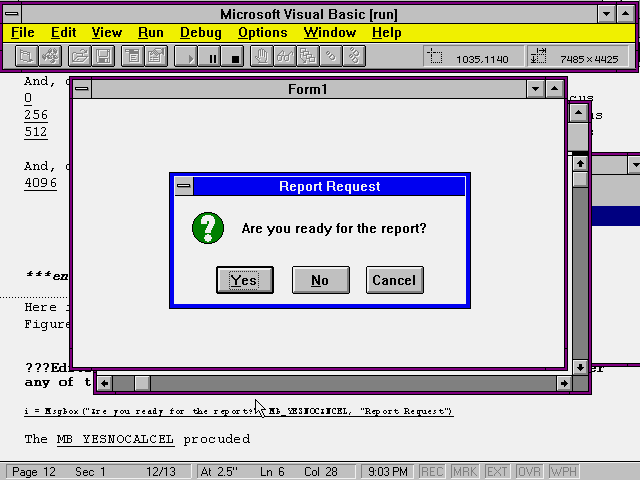 Microsoft Visual Basic [run]
File Edit View Run Debug Options Window Help
1035,1140 7485×4425
And,
0
256
512
And,
4096
Form1
Report Request
Are you ready for the report?
Yes No Cancel
Here
Figure
any of
i = MsgBox("Are you ready for the report?" Mb_YESNOCANCEL, "Report Request")
The MB YESNOCALCEL procuded
Page 12 Sec 1 12/13 At 2.5" Ln 6 Col 28 9:03 PM REC MRK EXT OVR WPH